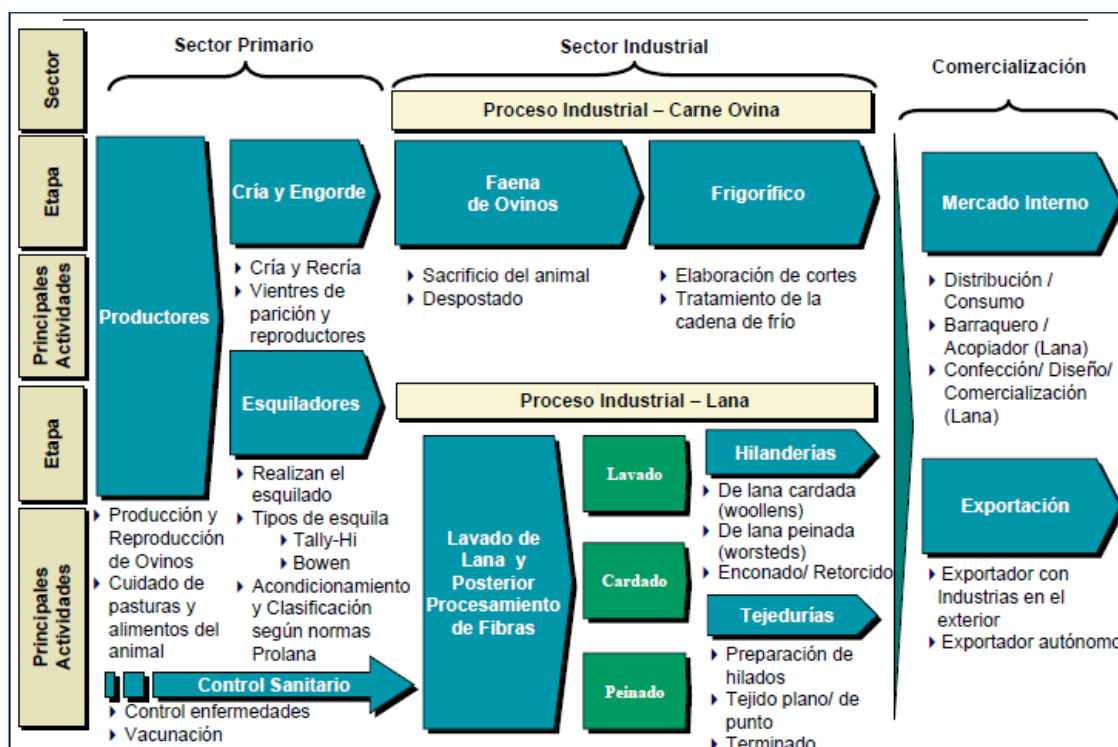 Sector Primario
Sector Industrial
Comercialización
Sector
Proceso Industrial – Carne Ovina
Etapa
Productores
Cría y Engorde
Faena
de Ovinos
Frigorífico
Mercado Interno
Principales
Actividades
Cría y Recría
Vientres de
parición y
reproductores
Sacrificio del animal
Despostado
Elaboración de cortes
Tratamiento de la
cadena de frío
Distribución /
Consumo
Barraquero /
Acopiador (Lana)
Confección/ Diseño/
Comercialización
(Lana)
Etapa
Esquiladores
Proceso Industrial – Lana
Lavado de
Lana y
Posterior
Procesamiento
de Fibras
Lavado
Cardado
Peinado
Hilanderías
De lana cardada
(woollens)
De lana peinada
(worsteds)
Enconado/ Retorcido
Tejedurías
Preparación de
hilados
Tejido plano/ de
punto
Terminado
Exportación
Exportador con
Industrias en el
exterior
Exportador autónomo
Principales
Actividades
Producción y
Reproducción
de Ovinos
Cuidado de
pasturas y
alimentos del
animal
Realizan el
esquilado
Tipos de esquila
Tally-Hi
Bowen
Acondicionamiento
y Clasificación
según normas
Prolana
Control Sanitario
Control enfermedades
Vacunación